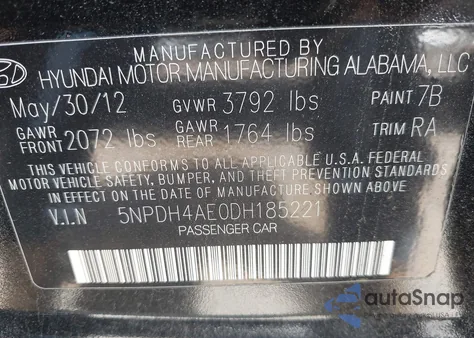 MANUFACTURED BY
HYUNDAI MOTOR MANUFACTURING ALABAMA, LLC
May/30/12 GVWR 3792 lbs PAINT 7B
GAWR FRONT 2072 lbs GAWR REAR 1764 lbs TRIM RA
THIS VEHICLE CONFORMS TO ALL APPLICABLE U.S.A. FEDERAL
MOTOR VEHICLE SAFETY, BUMPER, AND THEFT PREVENTION STANDARDS
IN EFFECT ON THE DATE OF MANUFACTURE SHOWN ABOVE.
V.I.N 5NPDH4AE0DH185221
PASSENGER CAR
autoSnap